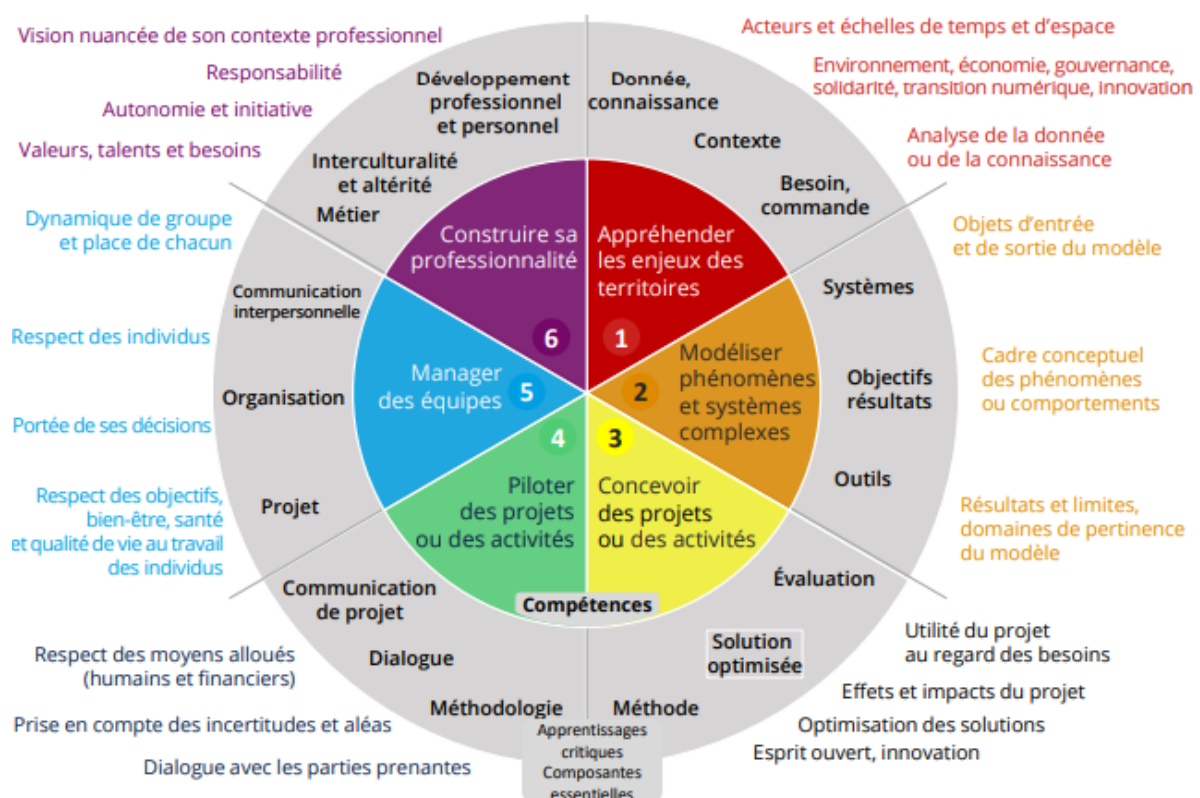 Vision nuancée de son contexte professionnel
Responsabilité
Autonomie et initiative
Valeurs, talents et besoins
Développement
professionnel
et personnel
Interculturalité
et altérité
Métier
Construire sa
professionnalité
6
Acteurs et échelles de temps et d’espace
Environnement, économie, gouvernance,
solidarité, transition numérique, innovation
Analyse de la donnée
ou de la connaissance
Donnée,
connaissance
Contexte
Besoin,
commande
Appréhender
les enjeux des
territoires
1
Objets d’entrée
et de sortie du modèle
Cadre conceptuel
des phénomènes
ou comportements
Résultats et limites,
domaines de pertinence
du modèle
Systèmes
Objectifs
résultats
Outils
Modéliser
phénomènes
et systèmes
complexes
2
Dynamique de groupe
et place de chacun
Respect des individus
Portée de ses décisions
Respect des objectifs,
bien-être, santé
et qualité de vie au travail
des individus
Communication
interpersonnelle
Organisation
Projet
Manager
des équipes
5
4
Piloter
des projets
ou des activités
Communication
de projet
Dialogue
Méthodologie
Respect des moyens alloués
(humains et financiers)
Prise en compte des incertitudes et aléas
Dialogue avec les parties prenantes
3
Concevoir
des projets
ou des activités
Évaluation
Solution
optimisée
Méthode
Utilité du projet
au regard des besoins
Effets et impacts du projet
Optimisation des solutions
Esprit ouvert, innovation
Compétences
Apprentissages
critiques
Composantes
essentielles